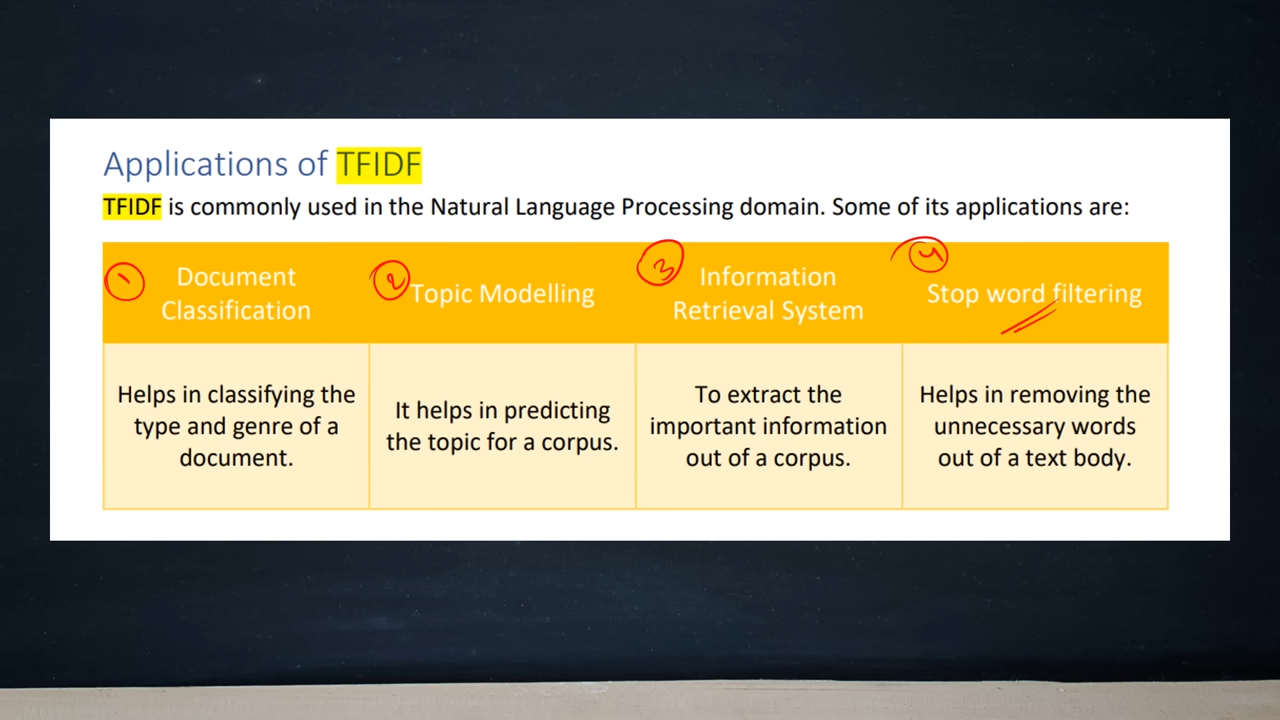 Applications of TFIDF
TFIDF is commonly used in the Natural Language Processing domain. Some of its applications are:
1
Document
Classification
2
Topic Modelling
3
Information
Retrieval System
4
Stop word filtering
Helps in classifying the
type and genre of a
document.
It helps in predicting
the topic for a corpus.
To extract the
important information
out of a corpus.
Helps in removing the
unnecessary words
out of a text body.